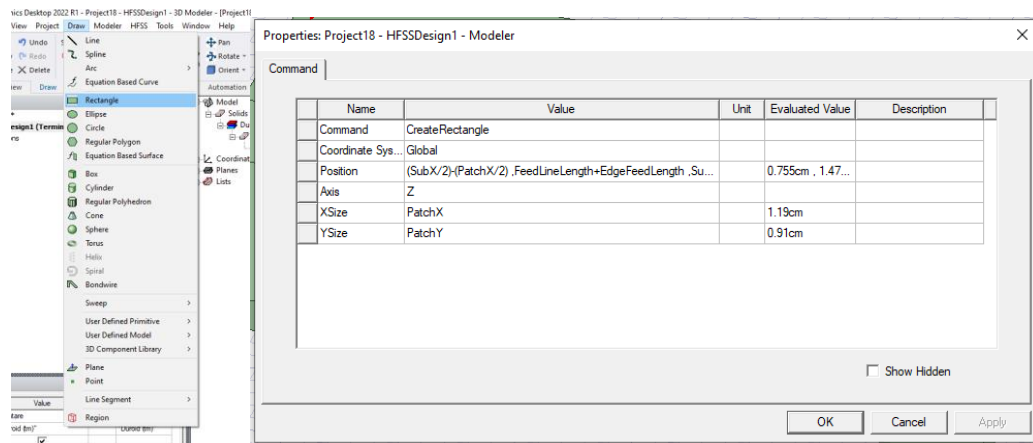 nics Desktop 2022 R1 - Project18 - HFSSDesign1 - 3D Modeler - [Project1
View Project Draw Modeler HFSS Tools Window Help
Undo
Redo
Delete
Draw
Line
Spline
Arc
Equation Based Curve
Rectangle
Ellipse
Circle
Regular Polygon
Equation Based Surface
Box
Cylinder
Regular Polyhedron
Cone
Sphere
Torus
Helix
Spiral
Bondwire
Sweep
User Defined Primitive
User Defined Model
3D Component Library
Plane
Point
Line Segment
Region
Pan
Rotate
Orient
Automation
Model
Solids
Du
Coordinat
Planes
Lists
esign1 (Termin
Value
Properties: Project18 - HFSSDesign1 - Modeler
Command
Name Value Unit Evaluated Value Description
Command CreateRectangle
Coordinate Sys... Global
Position (SubX/2)-(PatchX/2) ,FeedLineLength+EdgeFeedLength ,Su... 0.755cm , 1.47...
Axis Z
XSize PatchX 1.19cm
YSize PatchY 0.91cm
Show Hidden
OK Cancel Apply